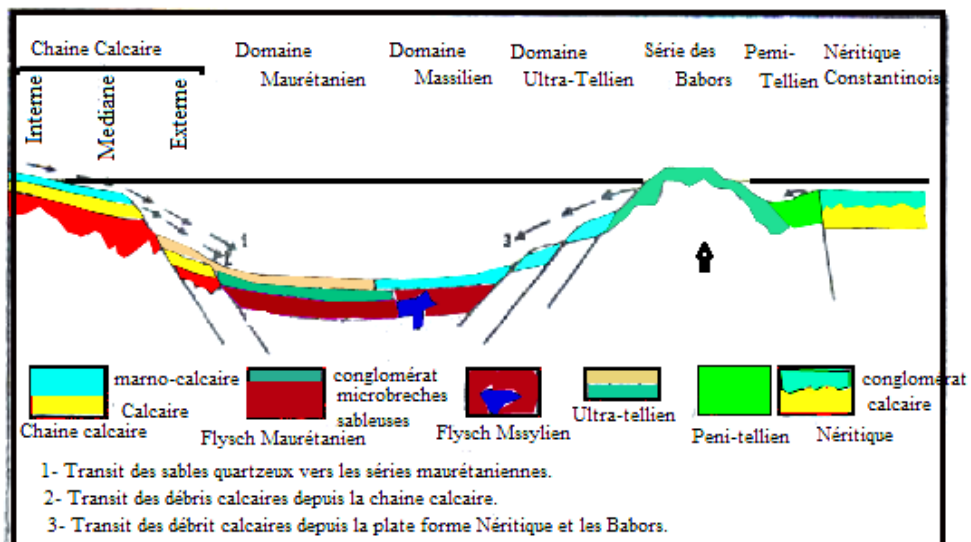 Chaine Calcaire
Interne
Mediane
Externe
Domaine
Maurétanien
Domaine
Massilien
Domaine
Ultra-Tellien
Série des
Babors
Pemi-
Tellien
Néritique
Constantinois
1
2
3
marno-calcaire
Calcaire
Chaine calcaire
conglomérat
microbreches
sableuses
Flysch Maurétanien
Flysch Mssylien
Ultra-tellien
Peni-tellien
conglomérat
calcaire
Néritique
1- Transit des sables quartzeux vers les séries maurétaniennes.
2- Transit des débris calcaires depuis la chaine calcaire.
3- Transit des débrit calcaires depuis la plate forme Néritique et les Babors.